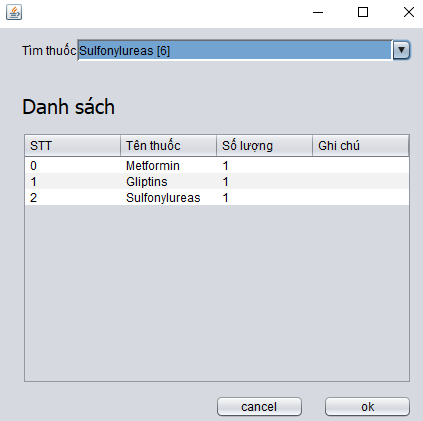 Tìm thuốc Sulfonylureas [6]
Danh sách
STT Tên thuốc Số lượng Ghi chú
0 Metformin 1
1 Gliptins 1
2 Sulfonylureas 1
cancel ok